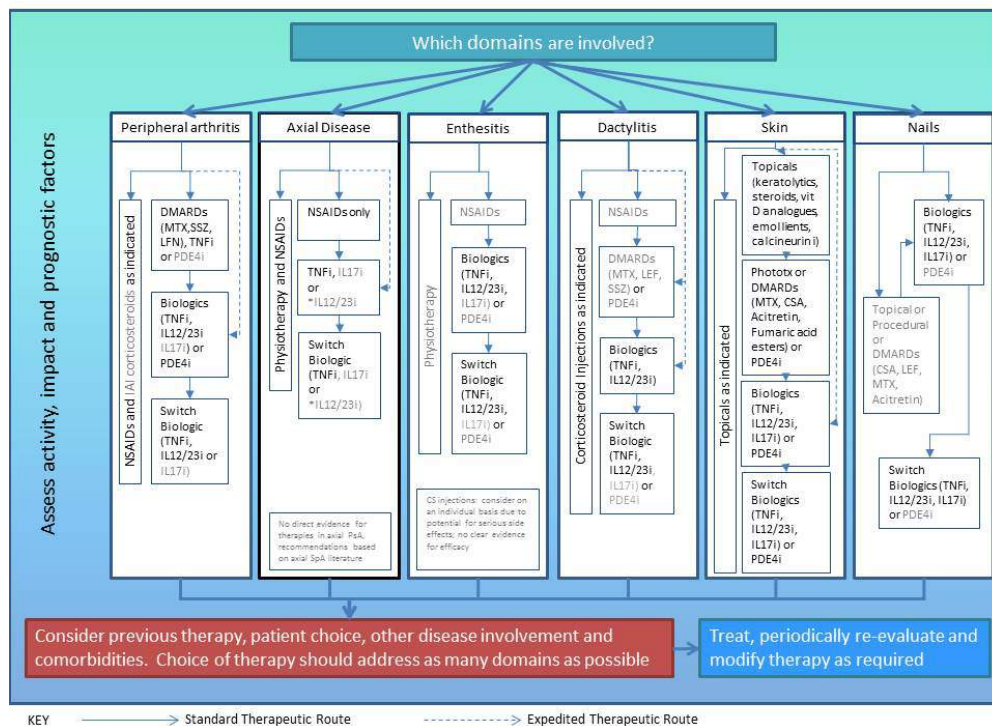 Which domains are involved?
Assess activity, impact and prognostic factors
Peripheral arthritis
NSAIDs and IAI corticosteroids as indicated
DMARDs
(MTX,SSZ,
LFN), TNFi
or PDE4i
Biologics
(TNFi,
IL12/23i
IL17i) or
PDE4i
Switch
Biologic
(TNFi,
IL12/23i or
IL17i)
Axial Disease
Physiotherapy and NSAIDs
NSAIDs only
TNFi, IL17i
or
*IL12/23i
Switch
Biologic
(TNFi, IL17i
or
*IL12/23i)
No direct evidence for
therapies in axial PsA,
recommendations based
on axial SpA literature
Enthesitis
Physiotherapy
NSAIDs
Biologics
(TNFi,
IL12/23i,
IL17i) or
PDE4i
Switch
Biologic
(TNFi,
IL12/23i,
IL17i) or
PDE4i
CS injections: consider on
an individual basis due to
potential for serious side
effects; no clear evidence
for efficacy
Dactylitis
Corticosteroid Injections as indicated
NSAIDs
DMARDs
(MTX, LEF,
SSZ) or
PDE4i
Biologics
(TNFi,
IL12/23i)
Switch
Biologic
(TNFi,
IL12/23i,
IL17i) or
PDE4i
Skin
Topicals as indicated
Topicals
(keratolytics,
steroids, vit
D analogues,
emollients,
calcineurin i)
Phototx or
DMARDs
(MTX, CSA,
Acitretin,
Fumaric acid
esters) or
PDE4i
Biologics
(TNFi,
IL12/23i,
IL17i) or
PDE4i
Switch
Biologics
(TNFi,
IL12/23i,
IL17i) or
PDE4i
Nails
Biologics
(TNFi,
IL12/23i,
IL17i) or
PDE4i
Topical or
Procedural
or
DMARDs
(CSA, LEF,
MTX,
Acitretin)
Switch
Biologics (TNFi,
IL12/23i, IL17i)
or PDE4i
Consider previous therapy, patient choice, other disease involvement and
comorbidities. Choice of therapy should address as many domains as possible
Treat, periodically re-evaluate and
modify therapy as required
KEY Standard Therapeutic Route Expedited Therapeutic Route